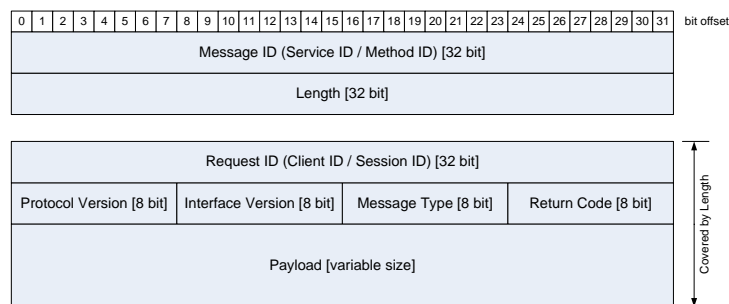 0 1 2 3 4 5 6 7 8 9 10 11 12 13 14 15 16 17 18 19 20 21 22 23 24 25 26 27 28 29 30 31 bit offset
Message ID (Service ID / Method ID) [32 bit]
Length [32 bit]
Request ID (Client ID / Session ID) [32 bit]
Protocol Version [8 bit] Interface Version [8 bit] Message Type [8 bit] Return Code [8 bit]
Payload [variable size]
Covered by Length